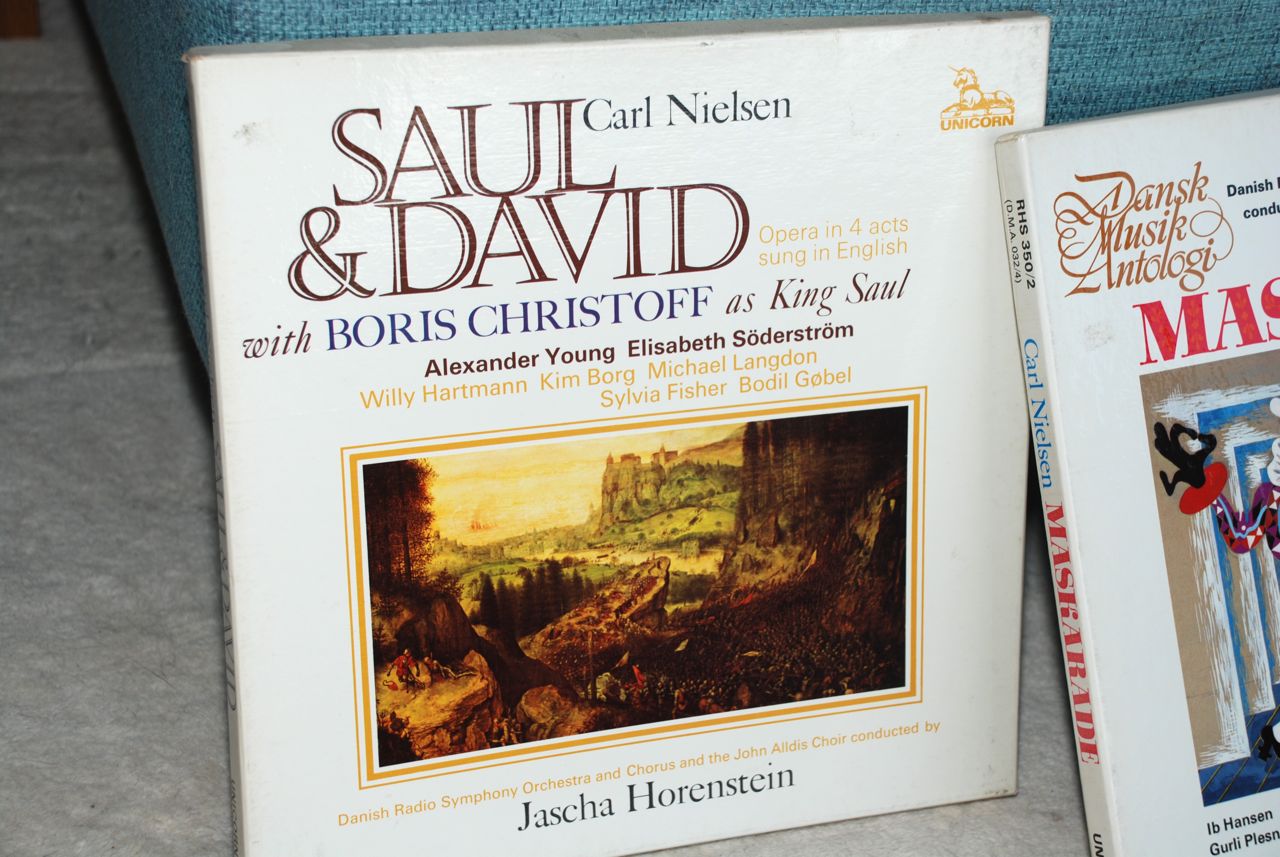 SAUL Carl Nielsen
& DAVID
Opera in 4 acts
sung in English
with BORIS CHRISTOFF as King Saul
Alexander Young Elisabeth Söderström
Willy Hartmann Kim Borg Michael Langdon
Sylvia Fisher Bodil Gøbel
Danish Radio Symphony Orchestra and Chorus and the John Alldis Choir conducted by
Jascha Horenstein
UNICORN
RHS 350/2
(D.M.A. 032/4)
Carl Nielsen MASKARADE
UN
Dansk
Musik
Antologi
Danish
condu
MAS
Ib Hansen
Gurli Plesn